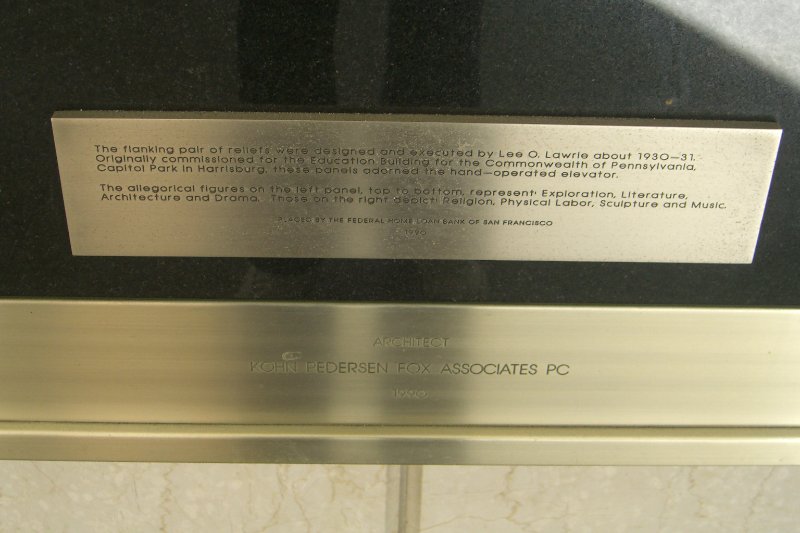 The flanking pair of reliefs were designed and executed by Lee O. Lawrie about 1930—31.
Originally commissioned for the Education Building for the Commonwealth of Pennsylvania,
Capitol Park in Harrisburg, these panels adorned the hand—operated elevator.
The allegorical figures on the left panel, top to bottom, represent: Exploration, Literature,
Architecture and Drama. Those on the right depict: Religion, Physical Labor, Sculpture and Music.
PLACED BY THE FEDERAL HOME LOAN BANK OF SAN FRANCISCO
1990
ARCHITECT
KOHN PEDERSEN FOX ASSOCIATES PC
1990